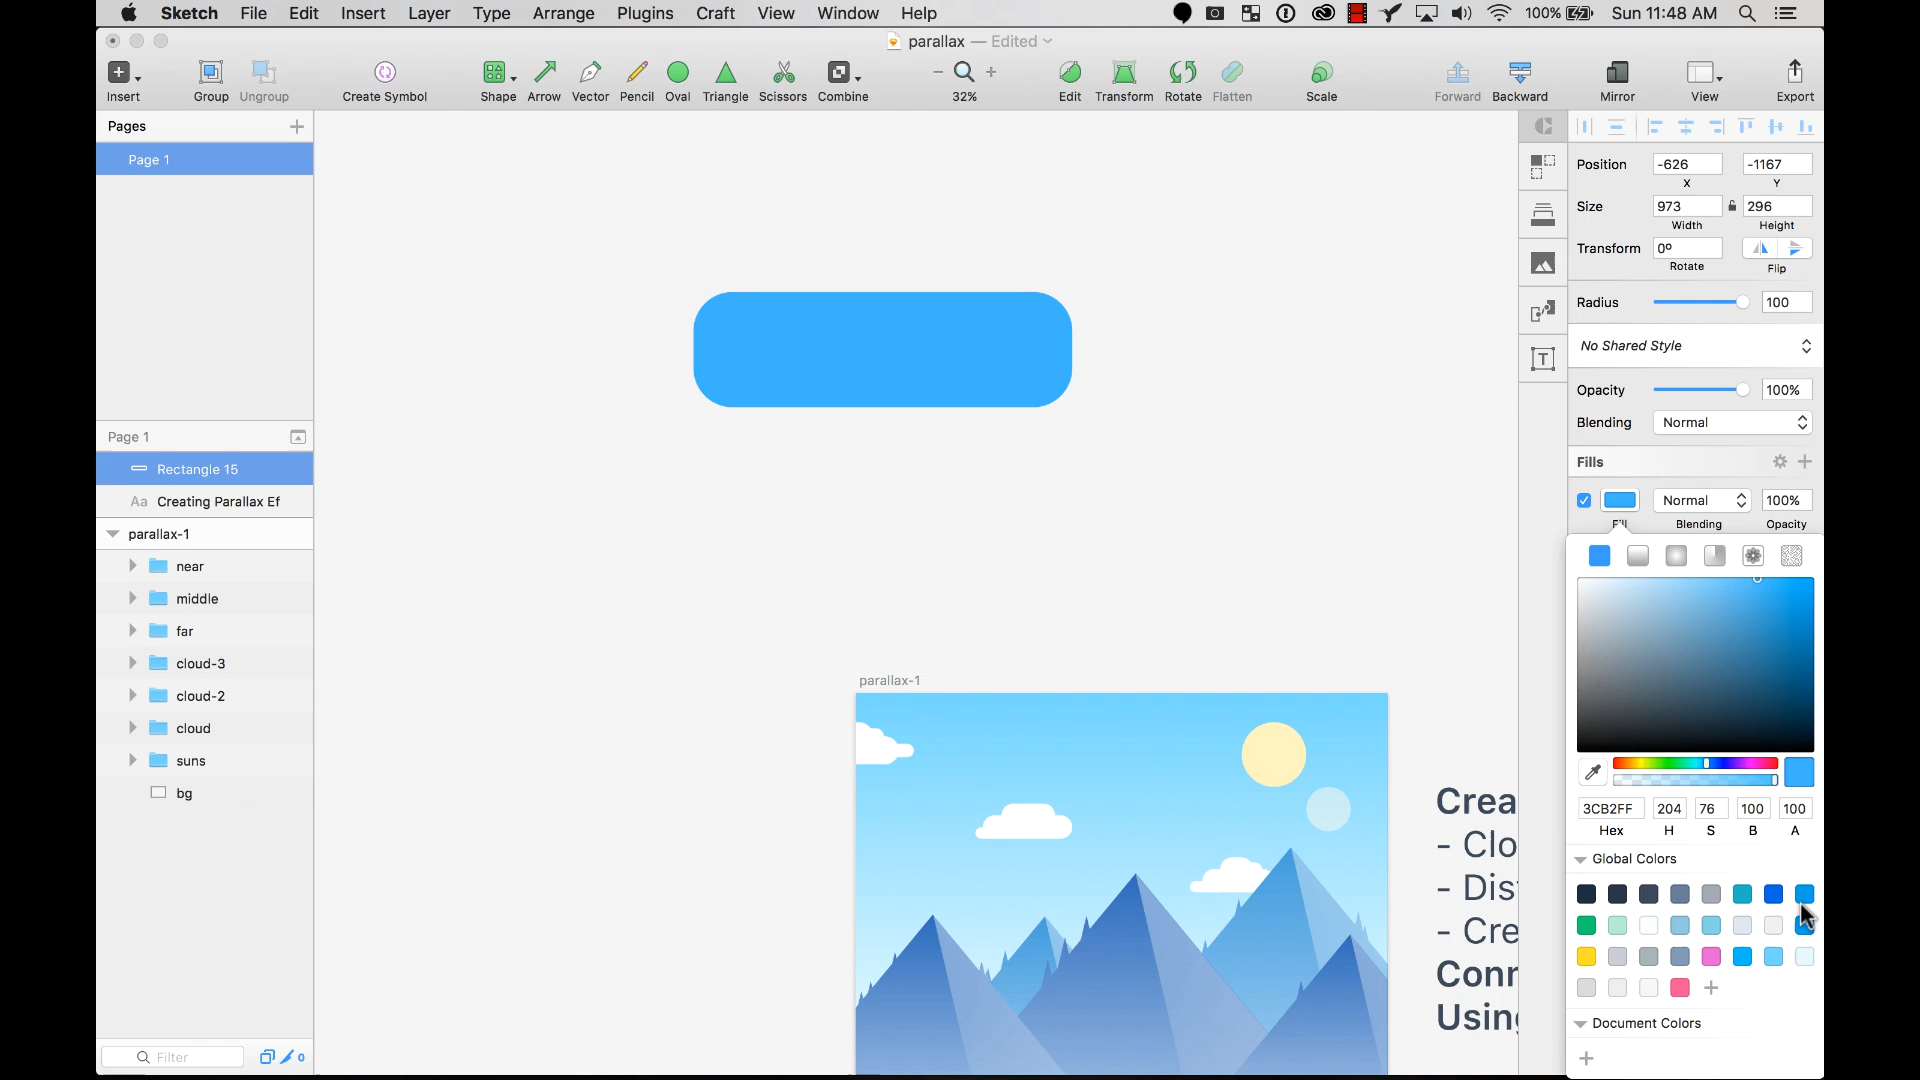 Sketch File Edit Insert Layer Type Arrange Plugins Craft View Window Help 100% Sun 11:48 AM
parallax — Edited
Insert Group Ungroup Create Symbol Shape Arrow Vector Pencil Oval Triangle Scissors Combine 32% Edit Transform Rotate Flatten Scale Forward Backward Mirror View Export
Pages
Page 1
Page 1
Rectangle 15
Aa Creating Parallax Ef
parallax-1
near
middle
far
cloud-3
cloud-2
cloud
suns
bg
Filter 0
parallax-1
Crea
- Clo
- Dis
- Cre
Conn
Using
Position -626 -1167
X Y
Size 973 296
Width Height
Transform 0º
Rotate Flip
Radius 100
No Shared Style
Opacity 100%
Blending Normal
Fills
Normal 100%
Fill Blending Opacity
3CB2FF 204 76 100 100
Hex H S B A
Global Colors
Document Colors